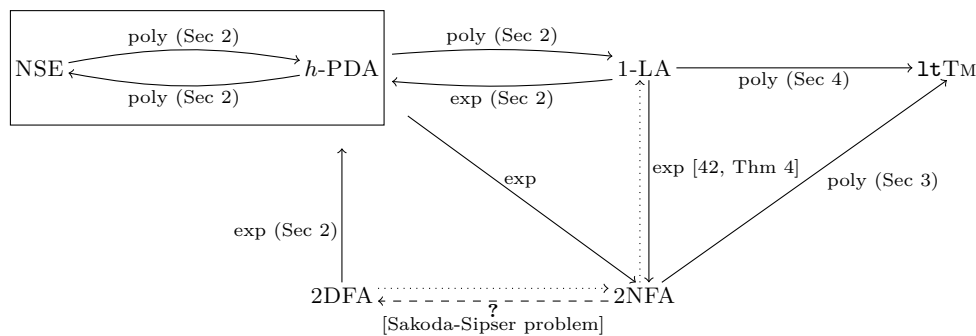 poly (Sec 2)
poly (Sec 2)
NSE
h-PDA
1-LA
ltTM
poly (Sec 2)
exp (Sec 2)
poly (Sec 4)
exp [42, Thm 4]
exp
poly (Sec 3)
exp (Sec 2)
2DFA
2NFA
?
[Sakoda-Sipser problem]